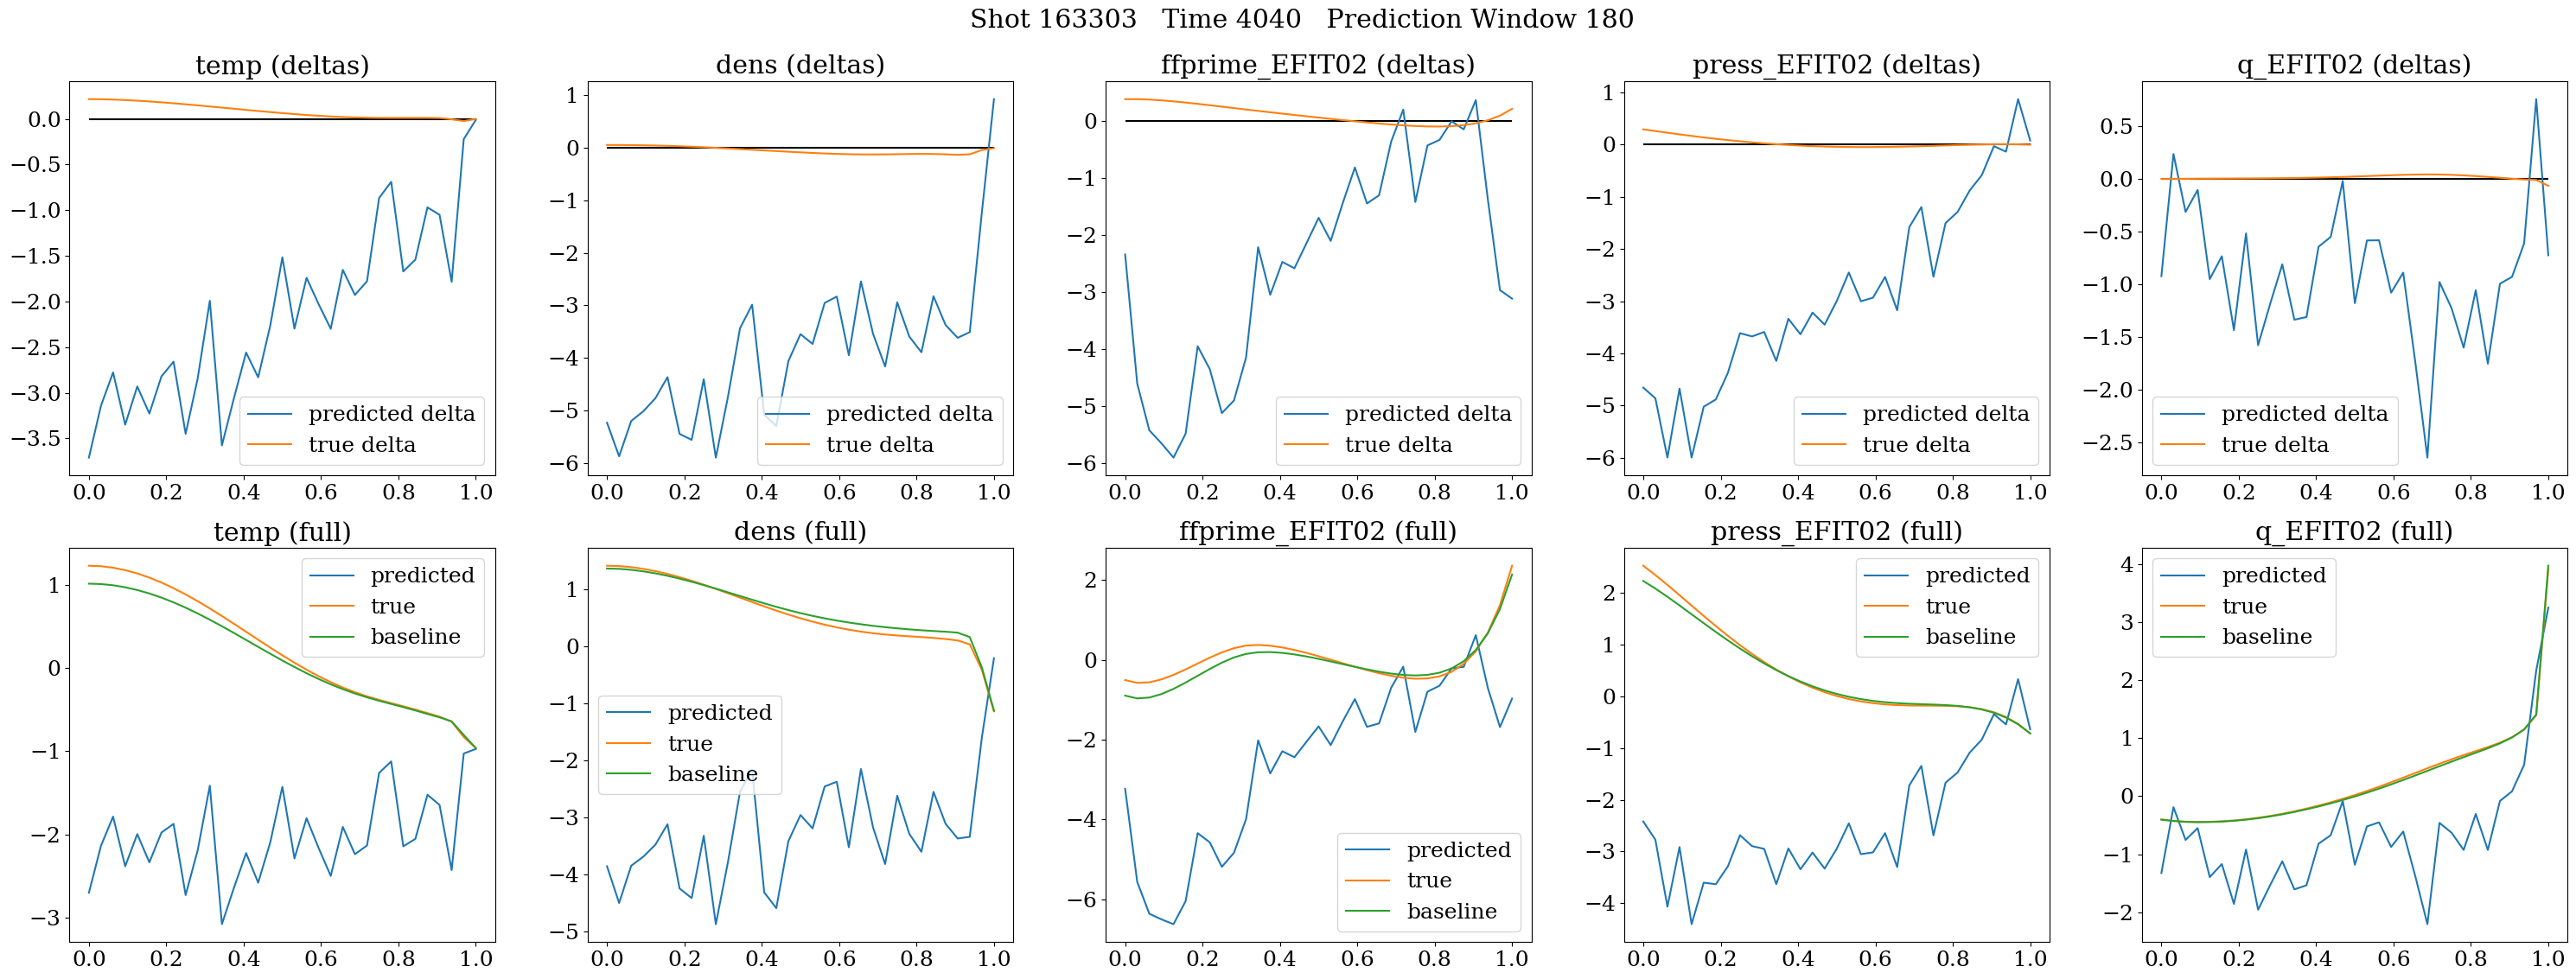 Shot 163303   Time 4040   Prediction Window 180
temp (deltas)
0.0
−0.5
−1.0
−1.5
−2.0
−2.5
−3.0
−3.5
predicted delta
true delta
0.0 0.2 0.4 0.6 0.8 1.0
dens (deltas)
1
0
−1
−2
−3
−4
−5
−6
predicted delta
true delta
0.0 0.2 0.4 0.6 0.8 1.0
ffprime_EFIT02 (deltas)
0
−1
−2
−3
−4
−5
−6
predicted delta
true delta
0.0 0.2 0.4 0.6 0.8 1.0
press_EFIT02 (deltas)
1
0
−1
−2
−3
−4
−5
−6
predicted delta
true delta
0.0 0.2 0.4 0.6 0.8 1.0
q_EFIT02 (deltas)
0.5
0.0
−0.5
−1.0
−1.5
−2.0
−2.5
predicted delta
true delta
0.0 0.2 0.4 0.6 0.8 1.0
temp (full)
1
0
−1
−2
−3
predicted
true
baseline
0.0 0.2 0.4 0.6 0.8 1.0
dens (full)
1
0
−1
−2
−3
−4
−5
predicted
true
baseline
0.0 0.2 0.4 0.6 0.8 1.0
ffprime_EFIT02 (full)
2
0
−2
−4
−6
predicted
true
baseline
0.0 0.2 0.4 0.6 0.8 1.0
press_EFIT02 (full)
2
1
0
−1
−2
−3
−4
predicted
true
baseline
0.0 0.2 0.4 0.6 0.8 1.0
q_EFIT02 (full)
4
3
2
1
0
−1
−2
predicted
true
baseline
0.0 0.2 0.4 0.6 0.8 1.0